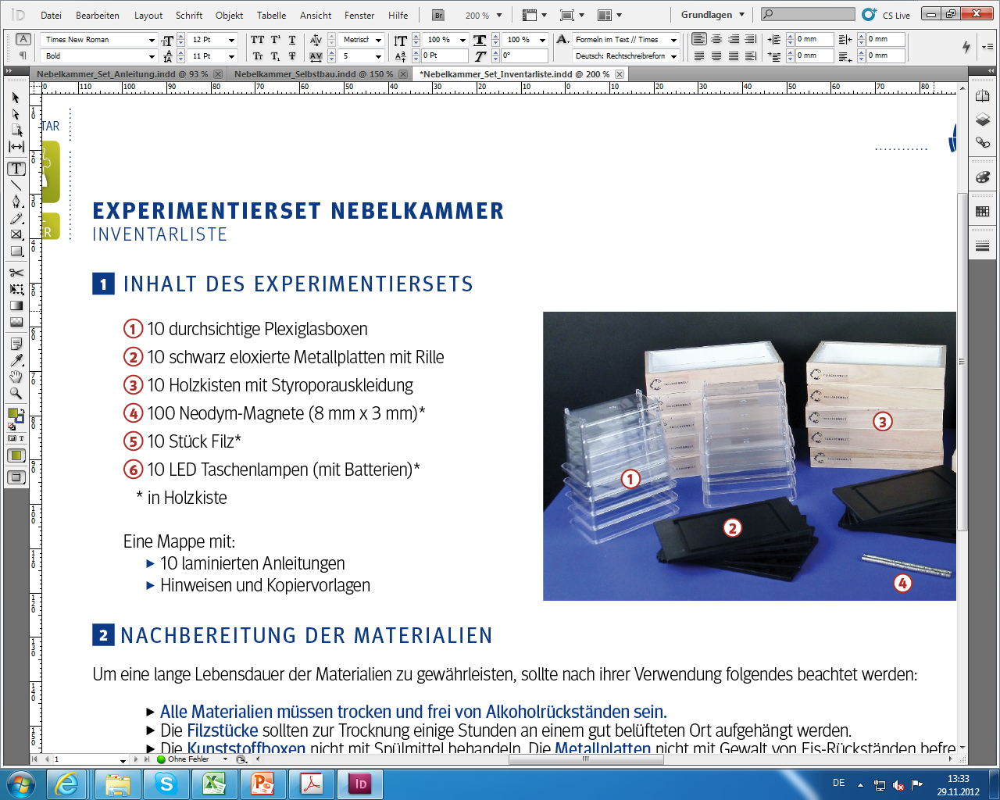 Datei Bearbeiten Layout Schrift Objekt Tabelle Ansicht Fenster Hilfe Br 200 % Grundlagen CS Live
Times New Roman 12 Pt 100 % 100 % Formeln im Text // Times 0 mm 0 mm
Bold 11 Pt 5 0 Pt 0° Deutsch: Rechtschreibreform 0 mm 0 mm
Nebelkammer_Set_Anleitung.indd @ 93 % Nebelkammer_Selbstbau.indd @ 150 % *Nebelkammer_Set_Inventarliste.indd @ 200 %
TAR
EXPERIMENTIERSET NEBELKAMMER
INVENTARLISTE
1 INHALT DES EXPERIMENTIERSETS
1 10 durchsichtige Plexiglasboxen
2 10 schwarz eloxierte Metallplatten mit Rille
3 10 Holzkisten mit Styroporauskleidung
4 100 Neodym-Magnete (8 mm x 3 mm)*
5 10 Stück Filz*
6 10 LED Taschenlampen (mit Batterien)*
* in Holzkiste
Eine Mappe mit:
► 10 laminierten Anleitungen
► Hinweisen und Kopiervorlagen
1
2
3
4
2 NACHBEREITUNG DER MATERIALIEN
Um eine lange Lebensdauer der Materialien zu gewährleisten, sollte nach ihrer Verwendung folgendes beachtet werden:
► Alle Materialien müssen trocken und frei von Alkoholrückständen sein.
► Die Filzstücke sollten zur Trocknung einige Stunden an einem gut belüfteten Ort aufgehängt werden.
► Die Kunststoffboxen nicht mit Spülmittel behandeln. Die Metallplatten nicht mit Gewalt von Eis-Rückständen befre
1 Ohne Fehler
DE 13:33
29.11.2012